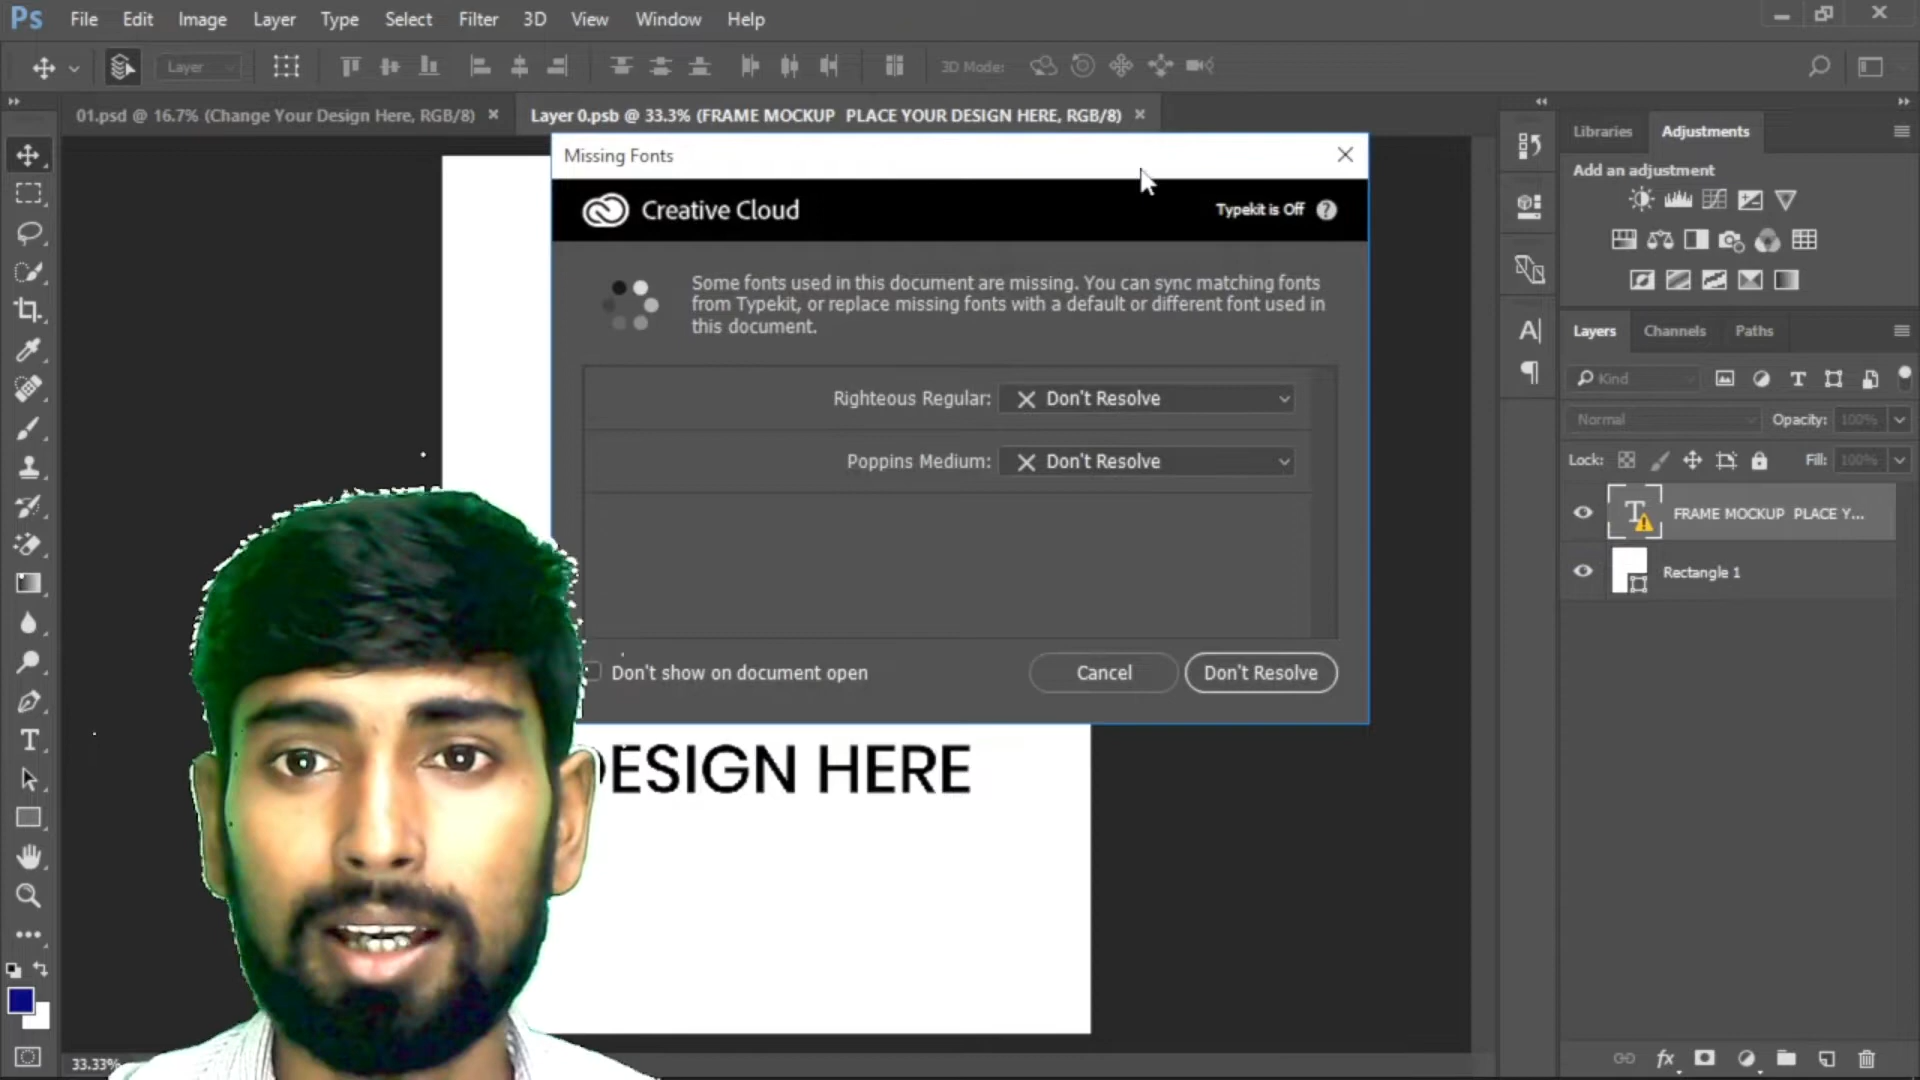 Ps File Edit Image Layer Type Select Filter 3D View Window Help
Layer 3D Mode:
01.psd @ 16.7% (Change Your Design Here, RGB/8) Layer 0.psb @ 33.3% (FRAME MOCKUP PLACE YOUR DESIGN HERE, RGB/8)
Missing Fonts
Creative Cloud Typekit is Off ?
Some fonts used in this document are missing. You can sync matching fonts
from Typekit, or replace missing fonts with a default or different font used in
this document.
Righteous Regular: Don't Resolve
Poppins Medium: Don't Resolve
Don't show on document open Cancel Don't Resolve
DESIGN HERE
33.33%
Libraries Adjustments
Add an adjustment
Layers Channels Paths
Kind
Normal Opacity: 100%
Lock: Fill: 100%
FRAME MOCKUP PLACE Y...
Rectangle 1
fx